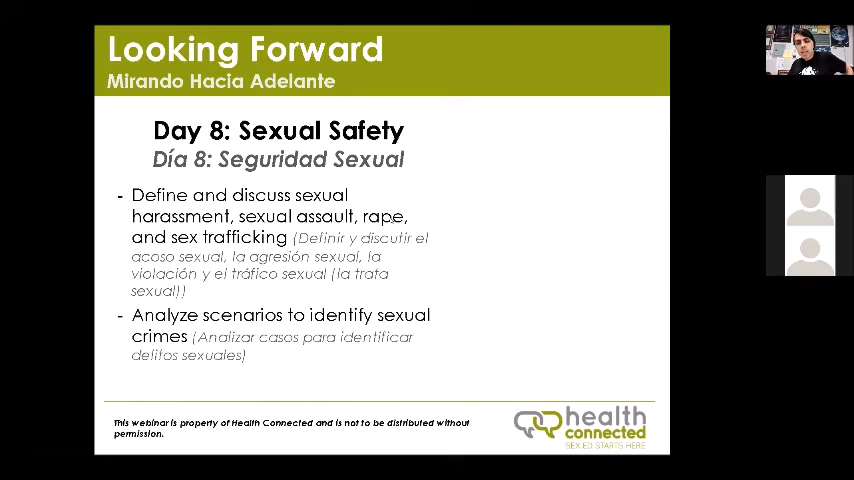 Looking Forward
Mirando Hacia Adelante
Day 8: Sexual Safety
Día 8: Seguridad Sexual
- Define and discuss sexual
harassment, sexual assault, rape,
and sex trafficking (Definir y discutir el
acoso sexual, la agresión sexual, la
violación y el tráfico sexual (la trata
sexual))
- Analyze scenarios to identify sexual
crimes (Analizar casos para identificar
delitos sexuales)
This webinar is property of Health Connected and is not to be distributed without
permission.
health
connected
SEX ED STARTS HERE